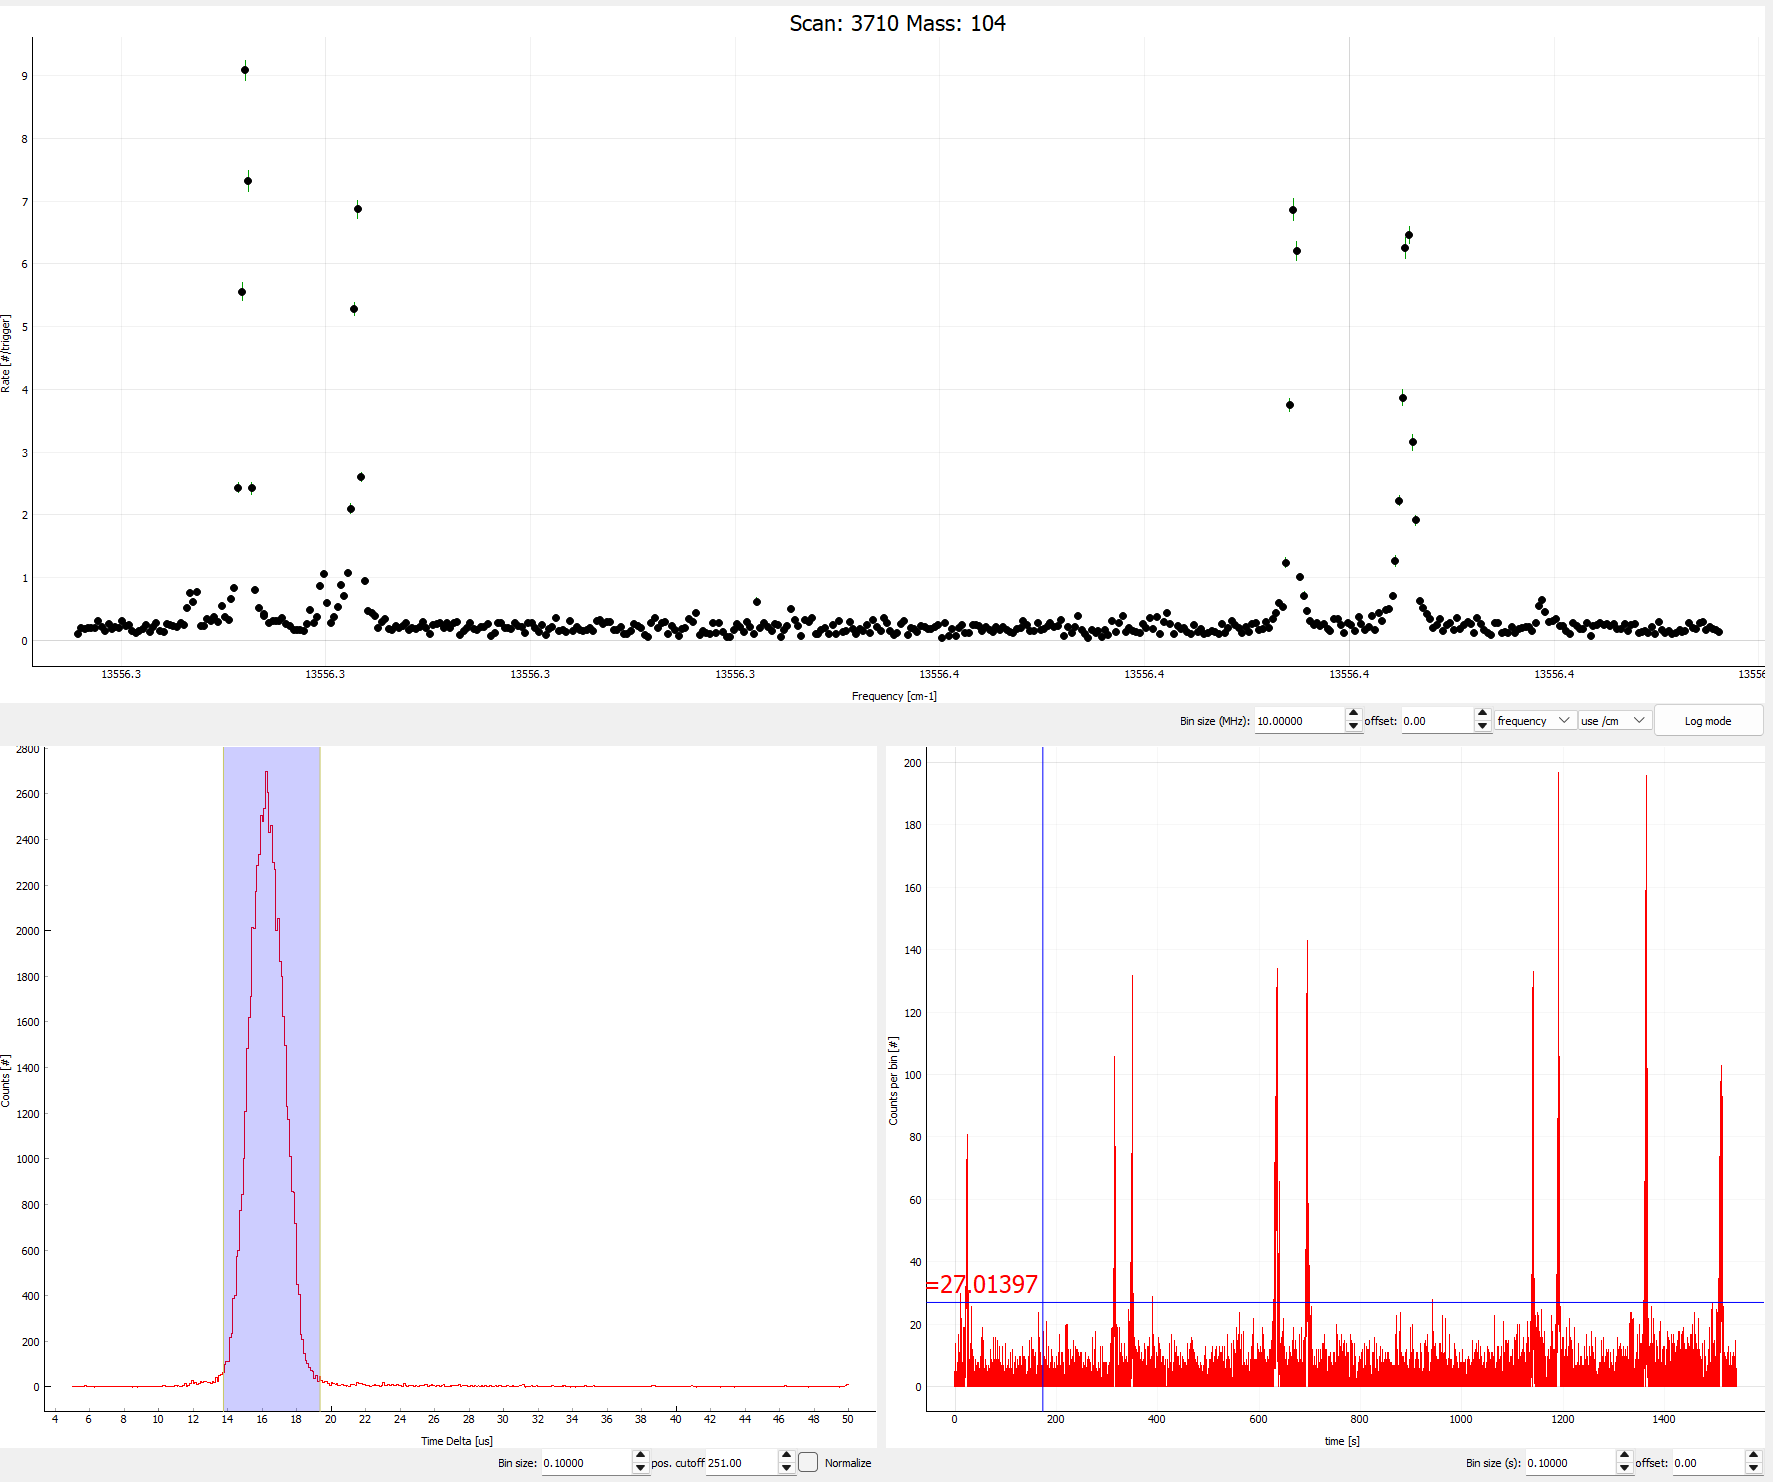 Scan: 3710 Mass: 104
Rate [#/trigger]
9
8
7
6
5
4
3
2
1
0
13556.3 13556.3 13556.3 13556.3 13556.4 13556.4 13556.4 13556.4 13556
Frequency [cm-1]
Bin size (MHz): 10.00000 offset: 0.00 frequency use /cm Log mode
Counts [#]
2800
2600
2400
2200
2000
1800
1600
1400
1200
1000
800
600
400
200
0
4 6 8 10 12 14 16 18 20 22 24 26 28 30 32 34 36 38 40 42 44 46 48 50
Time Delta [us]
Bin size: 0.10000 pos. cutoff 251.00 Normalize
Counts per bin [#]
200
180
160
140
120
100
80
60
40
20
0
=27.01397
0 200 400 600 800 1000 1200 1400
time [s]
Bin size (s): 0.10000 offset: 0.00